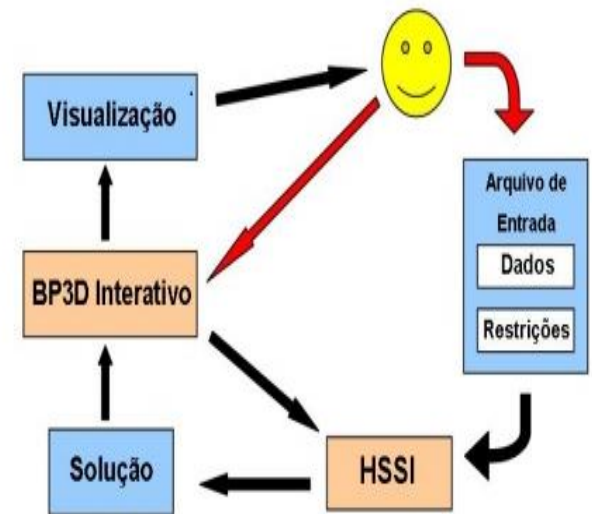 Visualização
Arquivo de
Entrada
Dados
Restrições
BP3D Interativo
Solução
HSSI